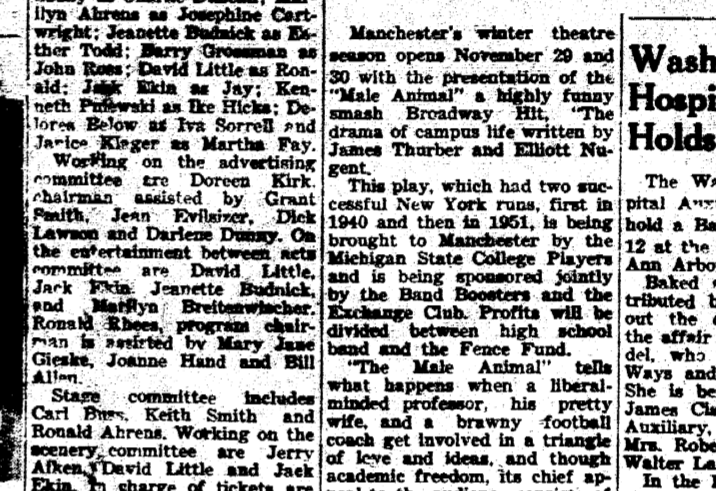 ilyn Ahrens as Josephine Cart-
wright; Jeanette Budnick as Es-
ther Todd; Barry Grossman as
John Ross; David Little as Ron-
ald; Jack Ekin as Jay; Ken-
neth as Ike Hicks; De-
lores Below as Iva Sorrell and
Janice Klager as Martha Fay.
Working on the advertising
committee are Doreen Kirk,
chairman assisted by Grant
Smith, Jean Evilsizer, Dick
Lawson and Darlene On
the entertainment between acts
committee are David Little,
Jack Ekin, Jeanette Budnick,
and Marilyn Breitenwischer.
Ronald Rhees, program chair-
man is assisted by Mary Jane
Gieske, Joanne Hand and Bill
Allen.
Stage committee includes
Carl Buss, Keith Smith and
Ronald Ahrens. Working on the
scenery committee are Jerry
David Little and Jack
Ekin. In charge of tickets are
Manchester's winter theatre
season opens November 29 and
30 with the presentation of the
"Male Animal" a highly funny
smash Broadway Hit, "The
drama of campus life written by
James Thurber and Elliott Nu-
gent.
This play, which had two suc-
cessful New York runs, first in
1940 and then in 1951, is being
brought to Manchester by the
Michigan State College Players
and is being sponsored jointly
by the Band Boosters and the
Exchange Club. Profits will be
divided between high school
band and the Fence Fund.
"The Male Animal" tells
what happens when a liberal-
minded professor, his pretty
wife, and a brawny football
coach get involved in a triangle
of love and ideas, and though
academic freedom, its chief ap-
Wash
Hospi
Holds
The Wa
pital Aux
hold a Ba
12 at the
Ann Arbo
Baked
tributed b
out the
the affair
del, who
Ways and
She is be
James Cla
Auxiliary,
Mrs. Robe
Walter La
In the